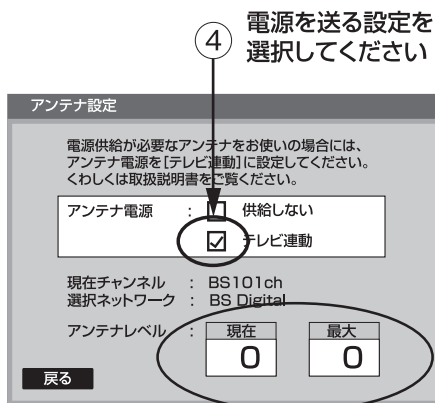 ④ 電源を送る設定を
選択してください
アンテナ設定
電源供給が必要なアンテナをお使いの場合には、
アンテナ電源を[テレビ連動]に設定してください。
くわしくは取扱説明書をご覧ください。
アンテナ電源 : 供給しない
テレビ連動
現在チャンネル : BS101ch
選択ネットワーク : BS Digital
アンテナレベル : 現在 最大
0 0
戻る